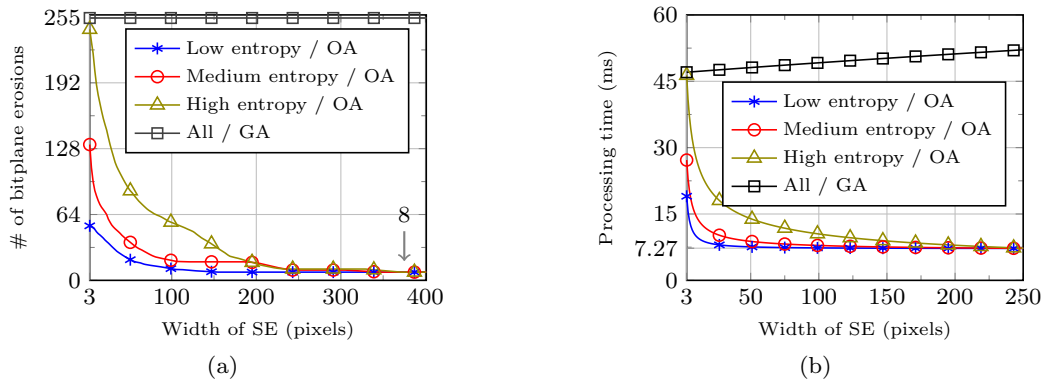 # of bitplane erosions
255
192
128
64
0
Low entropy / OA
Medium entropy / OA
High entropy / OA
All / GA
8
3 100 200 300 400
Width of SE (pixels)
(a)
Processing time (ms)
60
45
30
15
7.27
0
Low entropy / OA
Medium entropy / OA
High entropy / OA
All / GA
3 50 100 150 200 250
Width of SE (pixels)
(b)